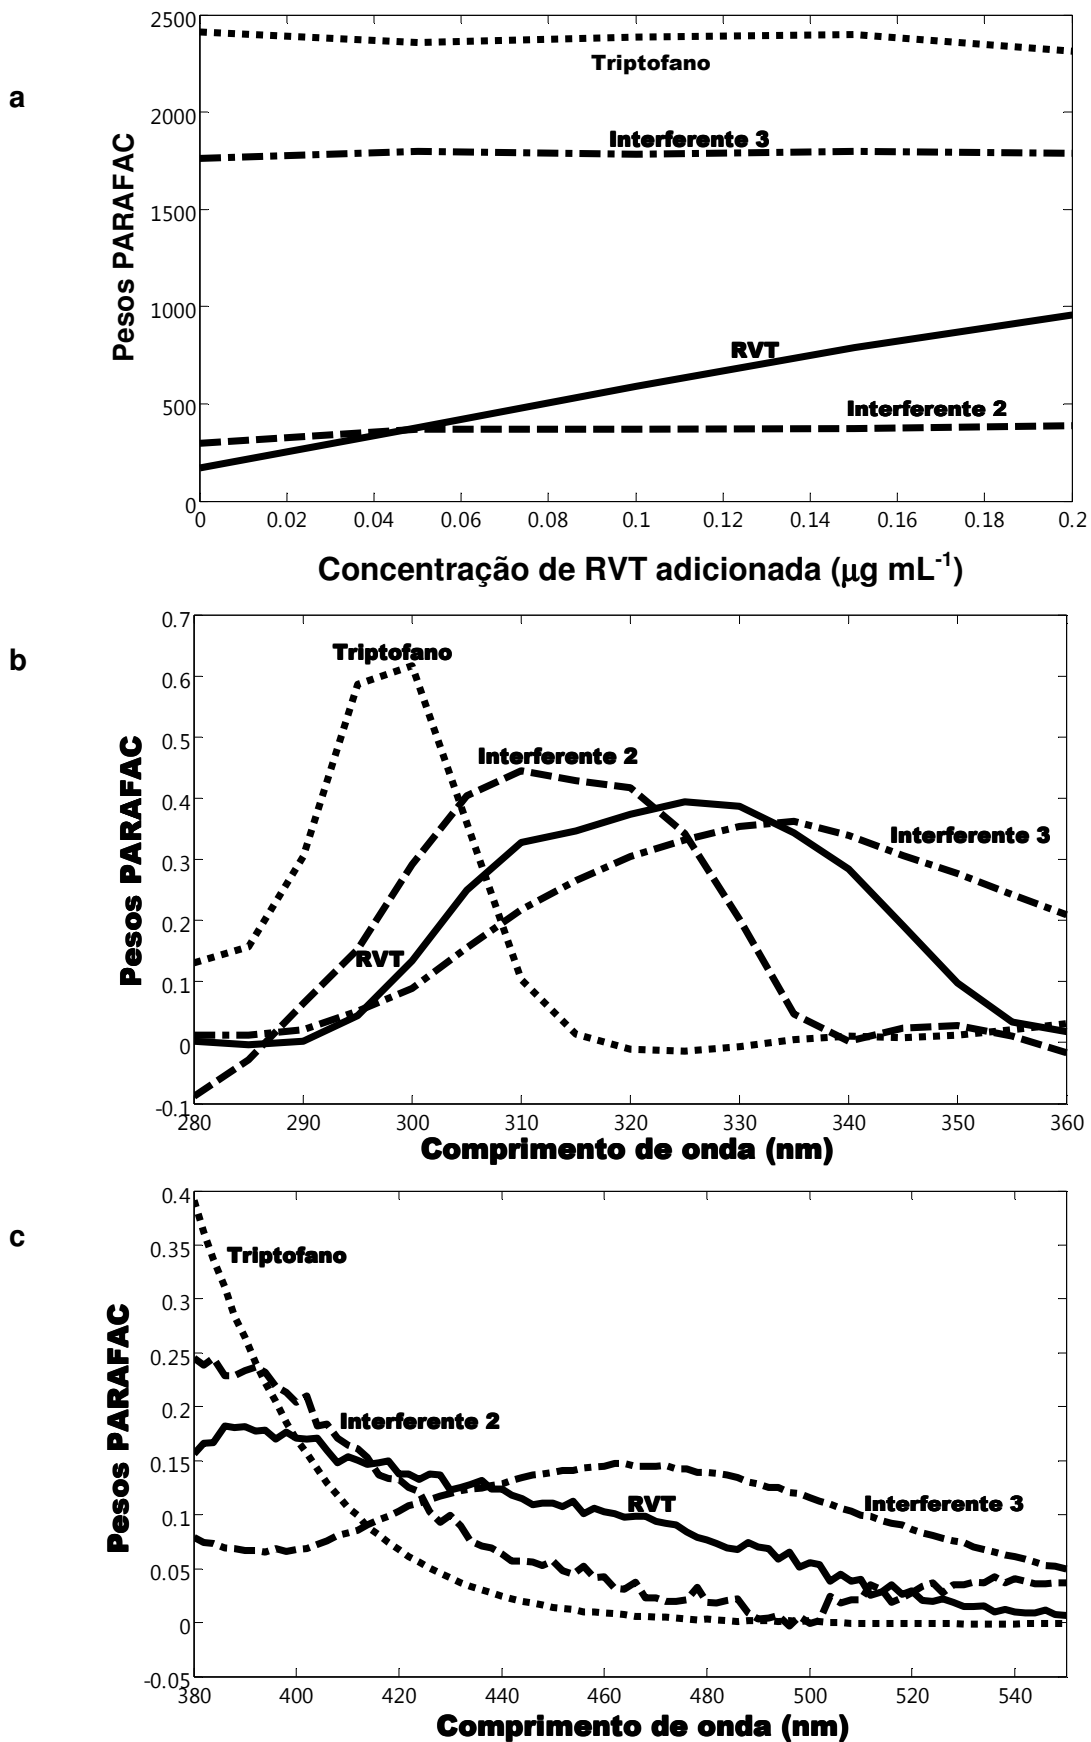 a
2500
2000
1500
1000
500
0
Pesos PARAFAC
Triptofano
Interferente 3
RVT
Interferente 2
0 0.02 0.04 0.06 0.08 0.1 0.12 0.14 0.16 0.18 0.2
Concentração de RVT adicionada (µg mL-1)
b
0.7
0.6
0.5
0.4
0.3
0.2
0.1
0
-0.1
Pesos PARAFAC
Triptofano
Interferente 2
Interferente 3
RVT
280 290 300 310 320 330 340 350 360
Comprimento de onda (nm)
c
0.4
0.35
0.3
0.25
0.2
0.15
0.1
0.05
0
-0.05
Pesos PARAFAC
Triptofano
Interferente 2
RVT
Interferente 3
380 400 420 440 460 480 500 520 540
Comprimento de onda (nm)